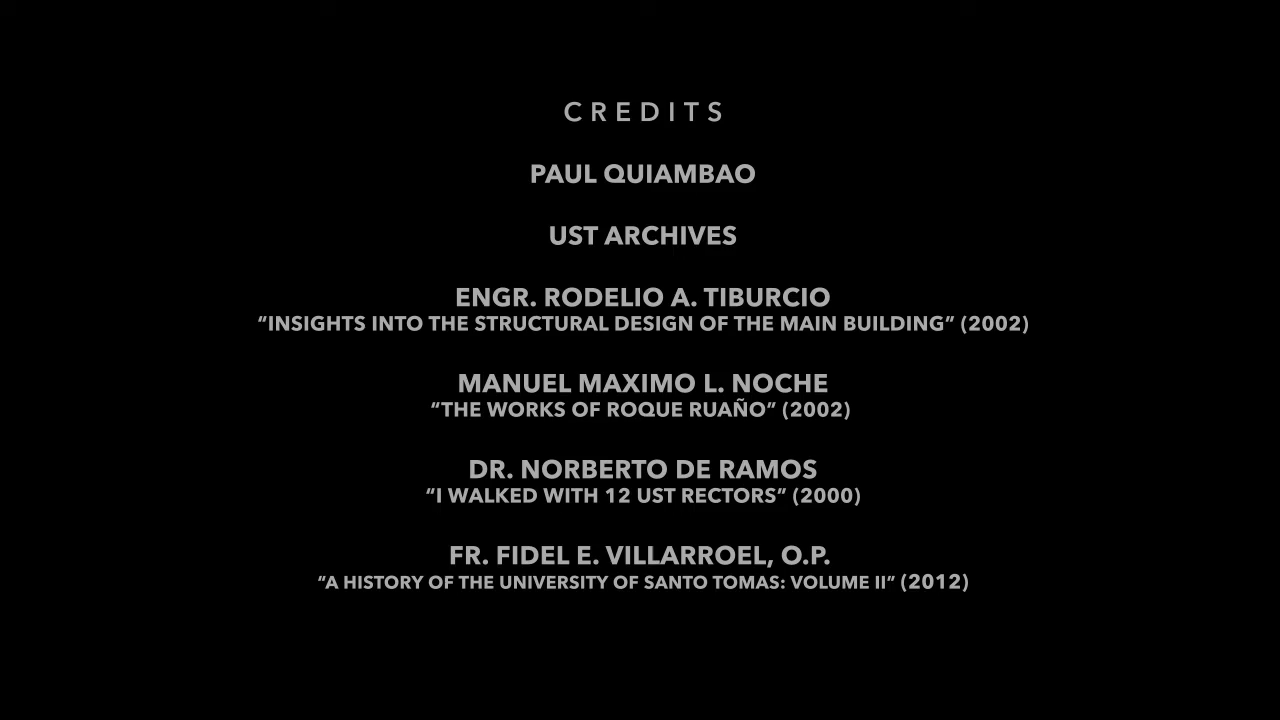 CREDITS
PAUL QUIAMBAO
UST ARCHIVES
ENGR. RODELIO A. TIBURCIO
“INSIGHTS INTO THE STRUCTURAL DESIGN OF THE MAIN BUILDING” (2002)
MANUEL MAXIMO L. NOCHE
“THE WORKS OF ROQUE RUAÑO” (2002)
DR. NORBERTO DE RAMOS
“I WALKED WITH 12 UST RECTORS” (2000)
FR. FIDEL E. VILLARROEL, O.P.
“A HISTORY OF THE UNIVERSITY OF SANTO TOMAS: VOLUME II” (2012)